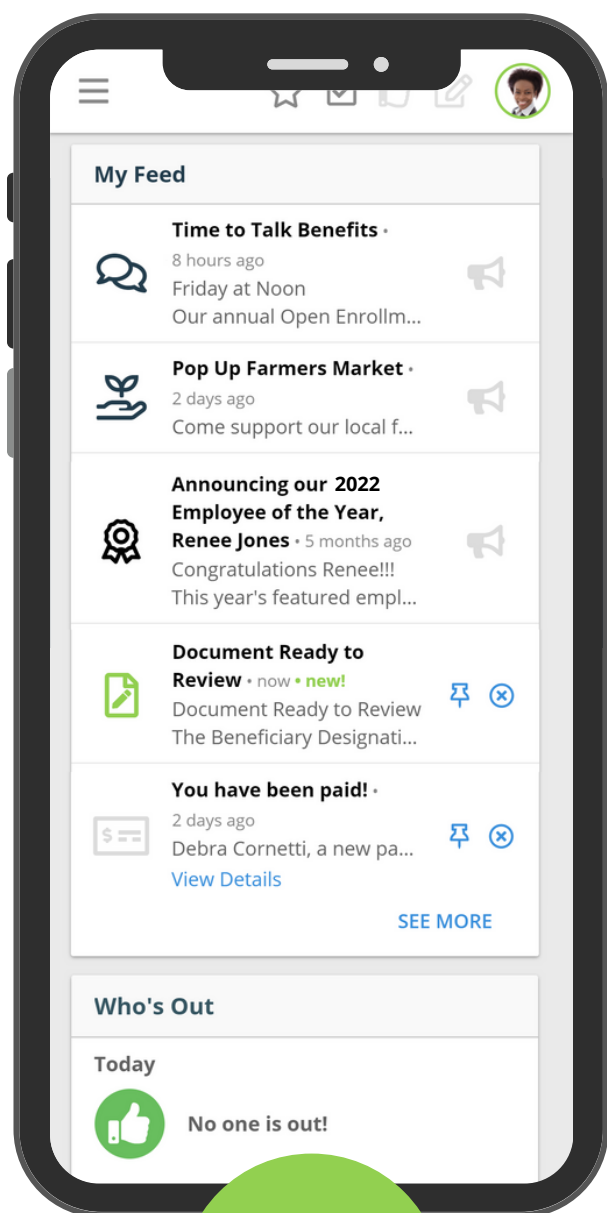 My Feed
Time to Talk Benefits •
8 hours ago
Friday at Noon
Our annual Open Enrollm...
Pop Up Farmers Market •
2 days ago
Come support our local f...
Announcing our 2022
Employee of the Year,
Renee Jones • 5 months ago
Congratulations Renee!!!
This year's featured empl...
Document Ready to
Review • now • new!
Document Ready to Review
The Beneficiary Designati...
You have been paid! •
2 days ago
$
Debra Cornetti, a new pa...
View Details
SEE MORE
Who's Out
Today
No one is out!